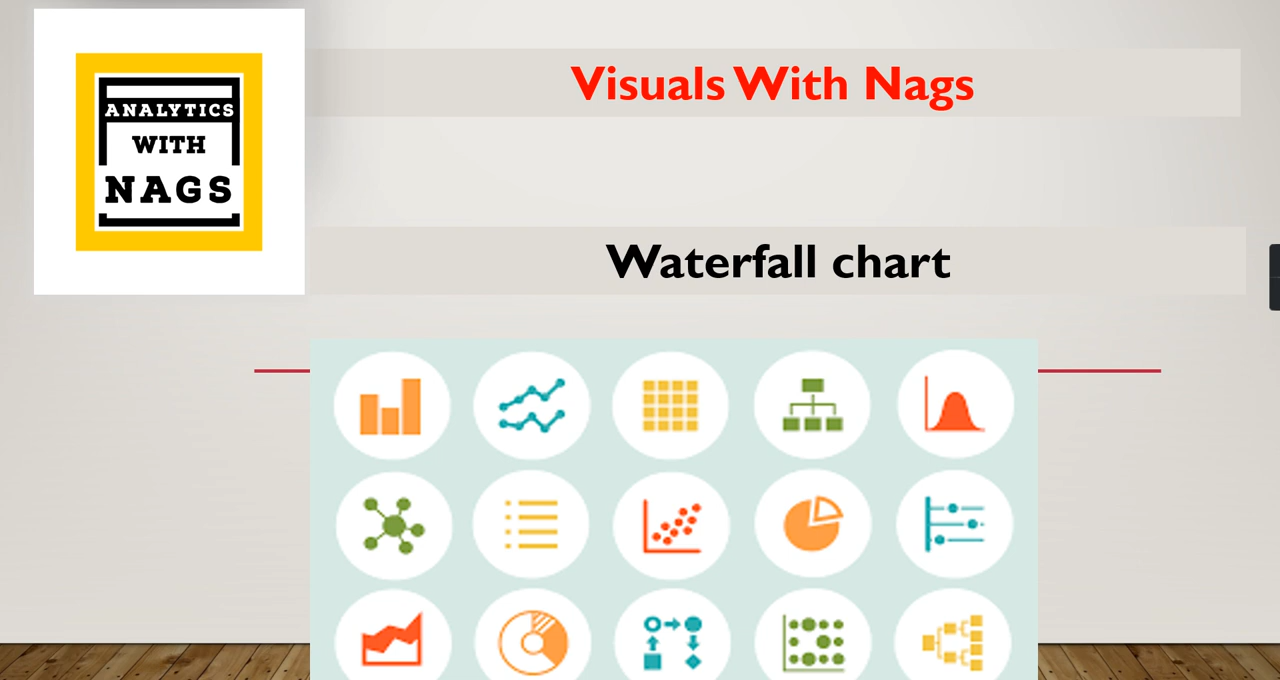 ANALYTICS
WITH
NAGS
Visuals With Nags
Waterfall chart